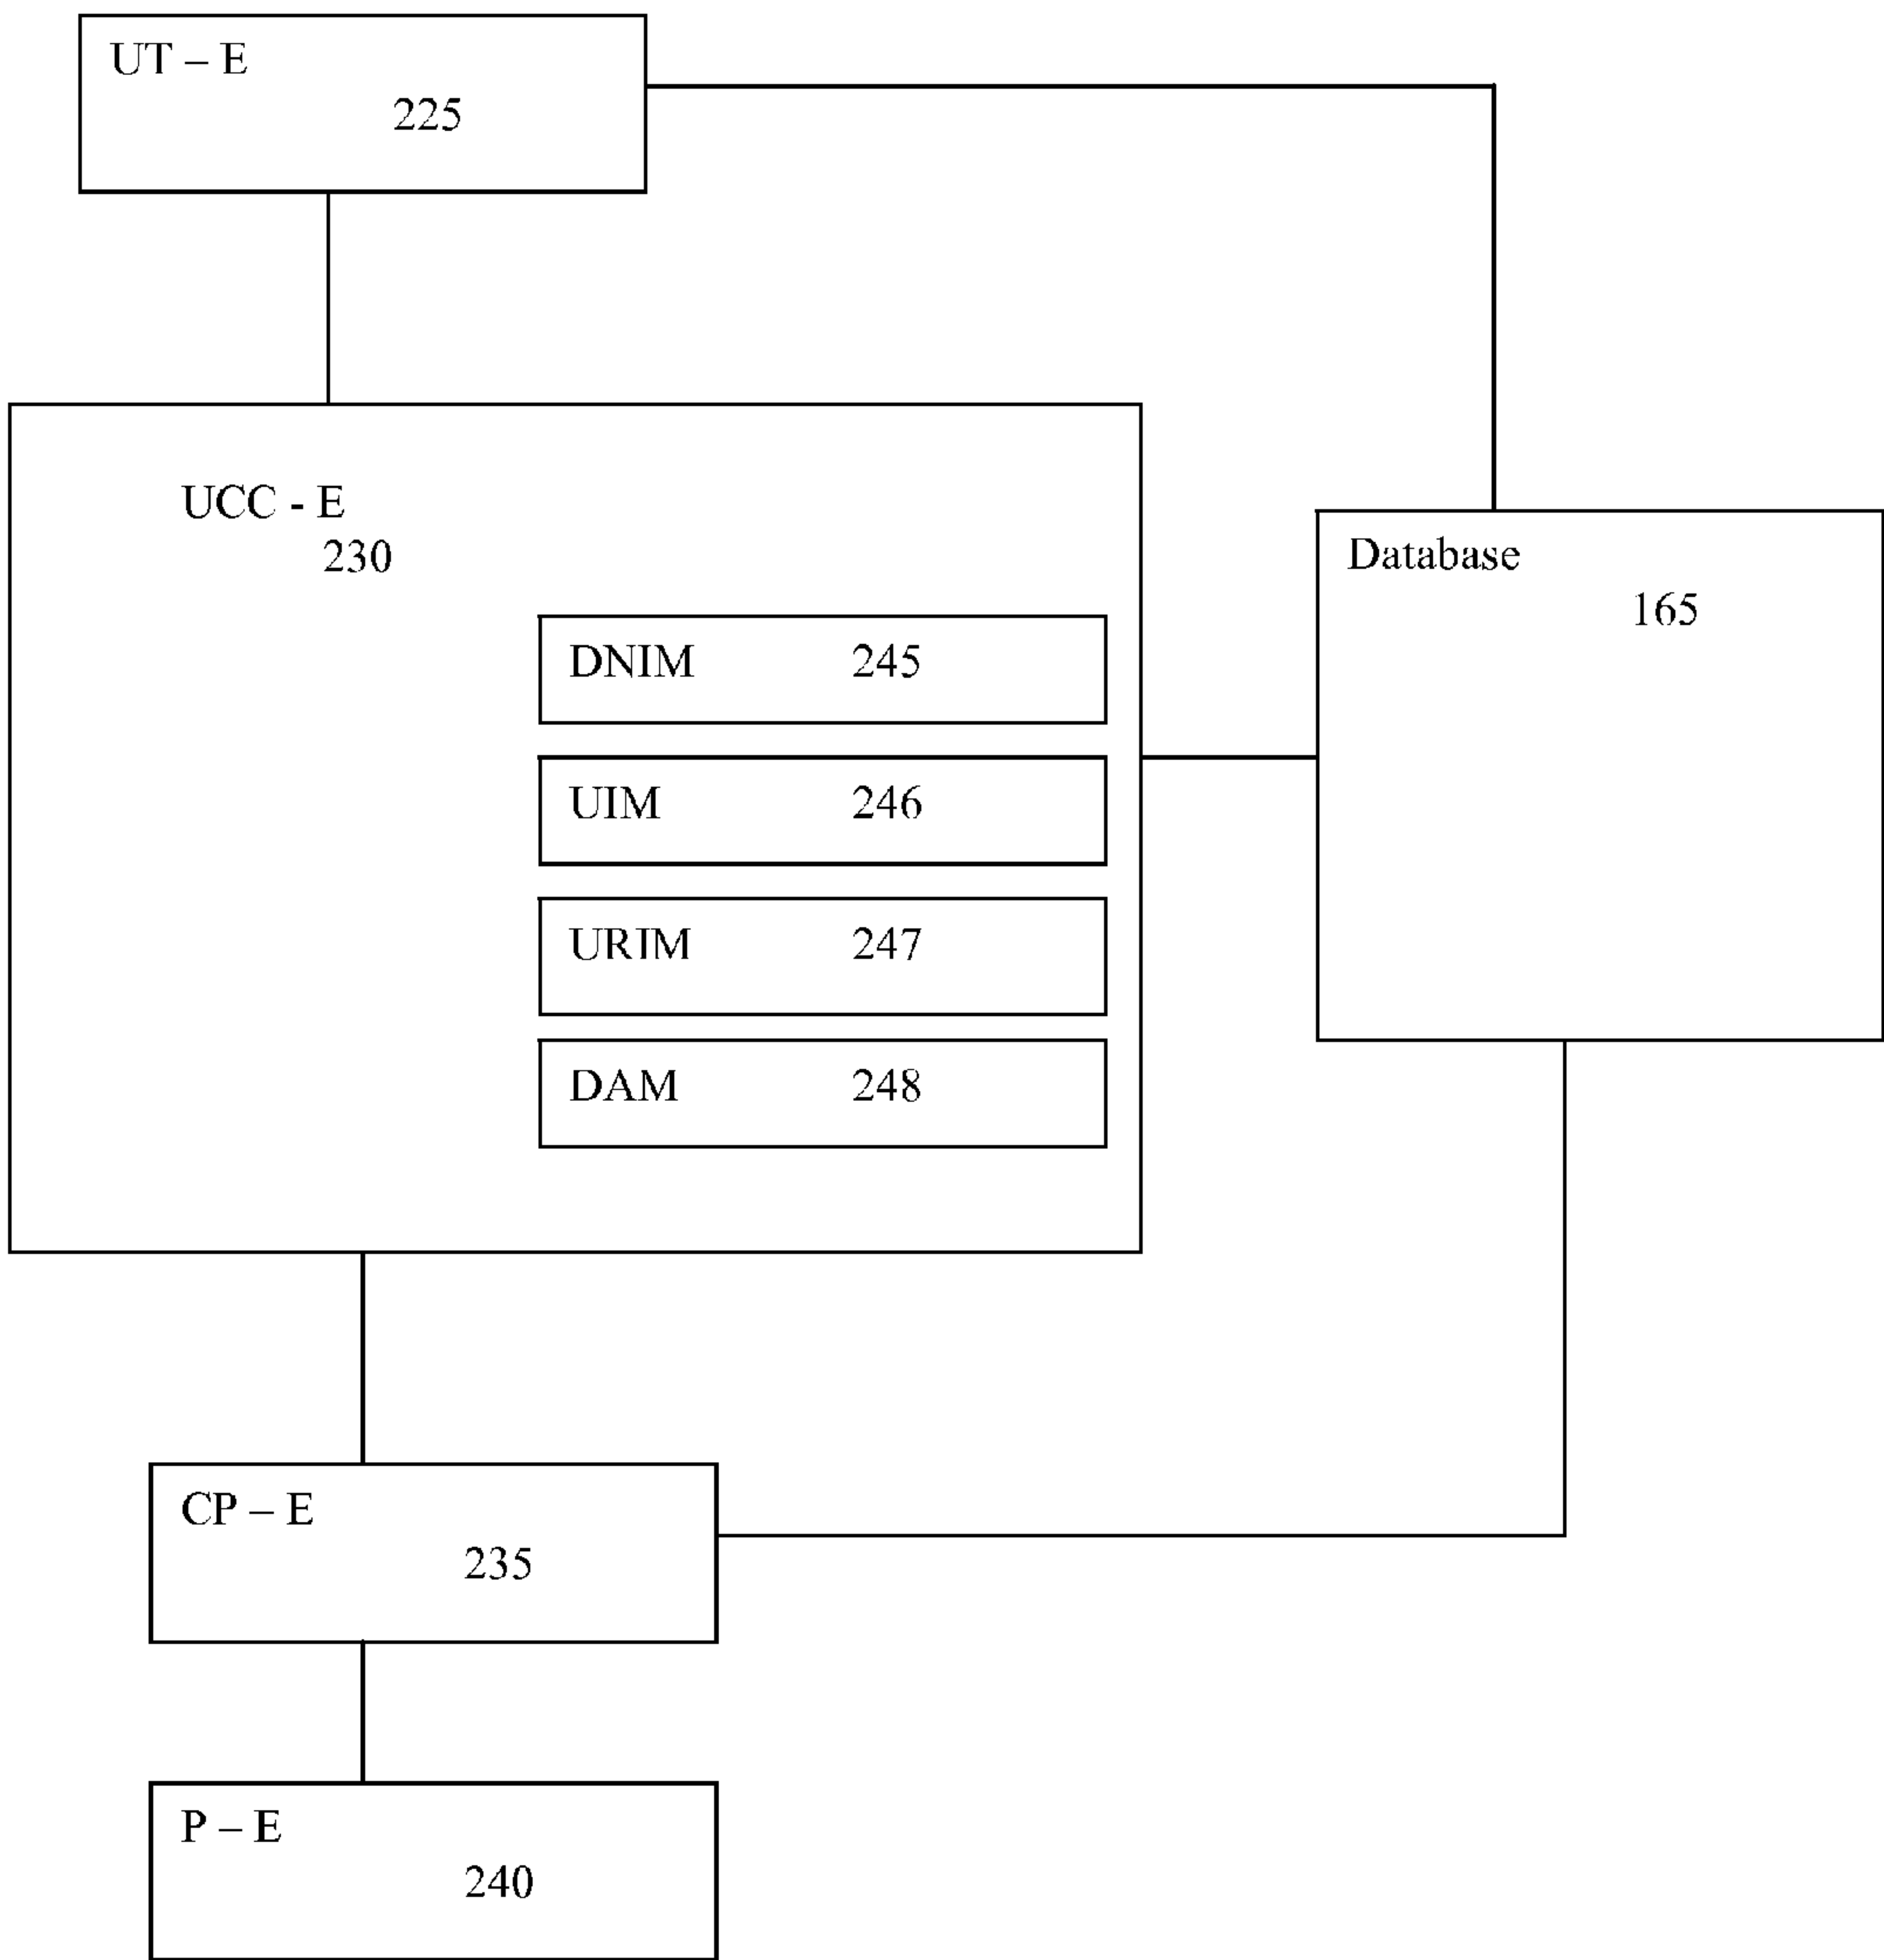 UT – E
225
UCC - E
230
Database
165
DNIM 245
UIM 246
URIM 247
DAM 248
CP – E
235
P – E
240